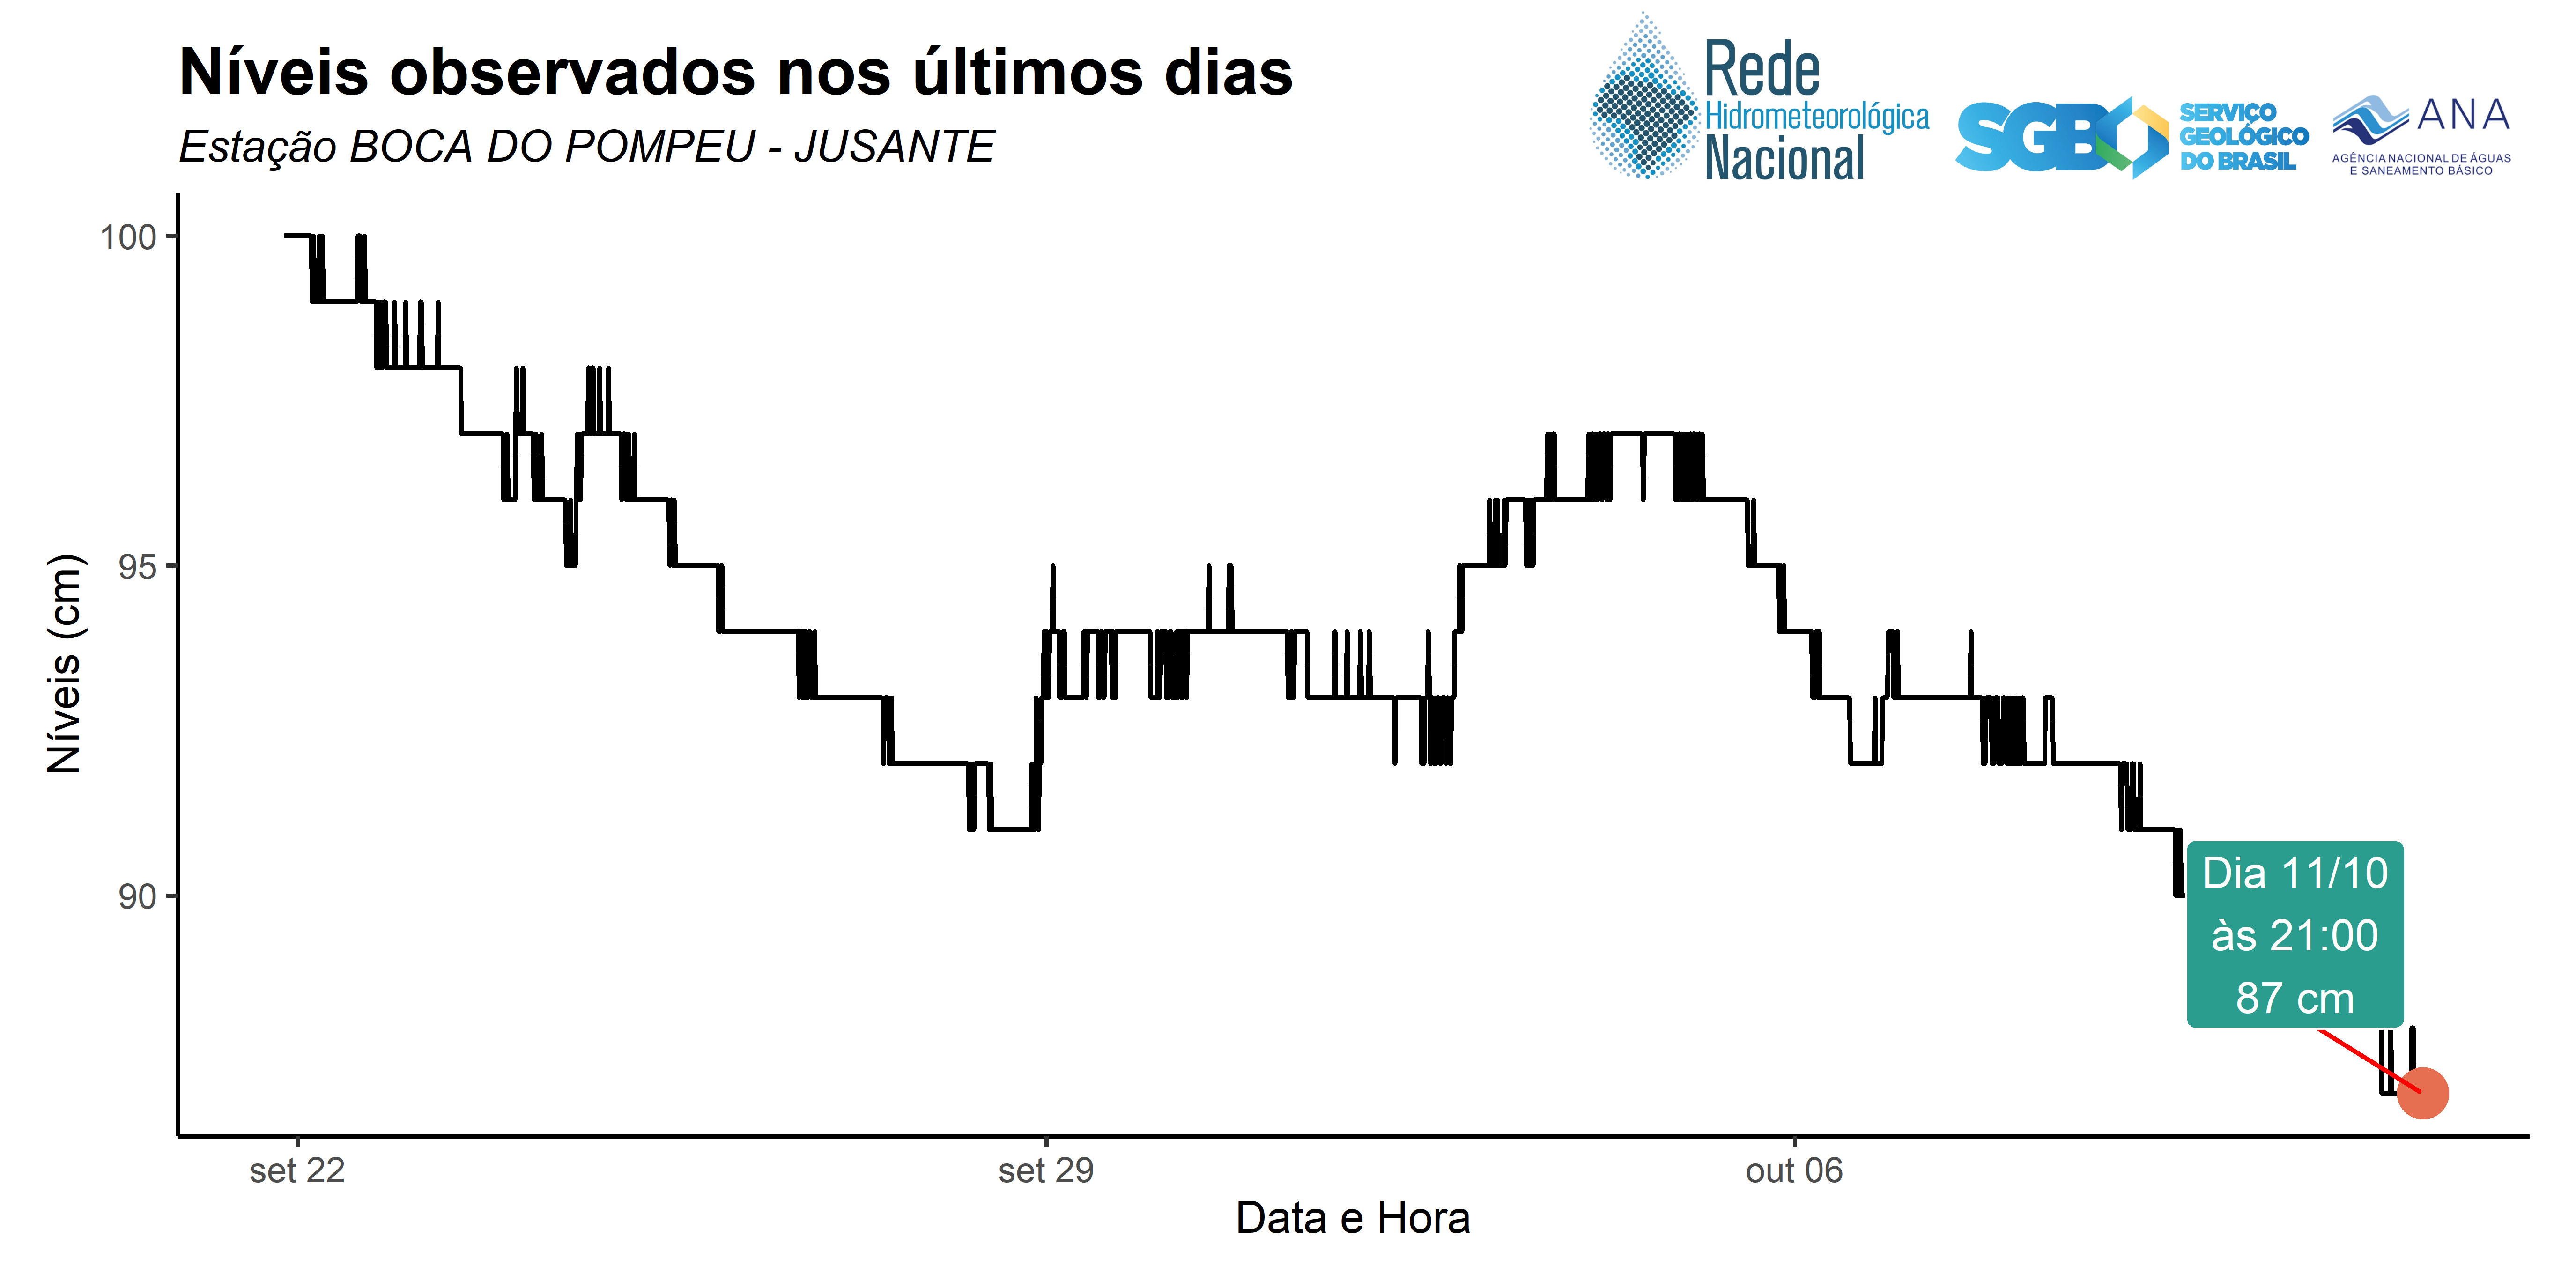 Níveis observados nos últimos dias
Estação BOCA DO POMPEU - JUSANTE
Rede
Hidrometeorológica
Nacional
SGB
SERVIÇO
GEOLÓGICO
DO BRASIL
ANA
AGÊNCIA NACIONAL DE ÁGUAS
E SANEAMENTO BÁSICO
100
95
90
Níveis (cm)
Dia 11/10
às 21:00
87 cm
set 22
set 29
out 06
Data e Hora